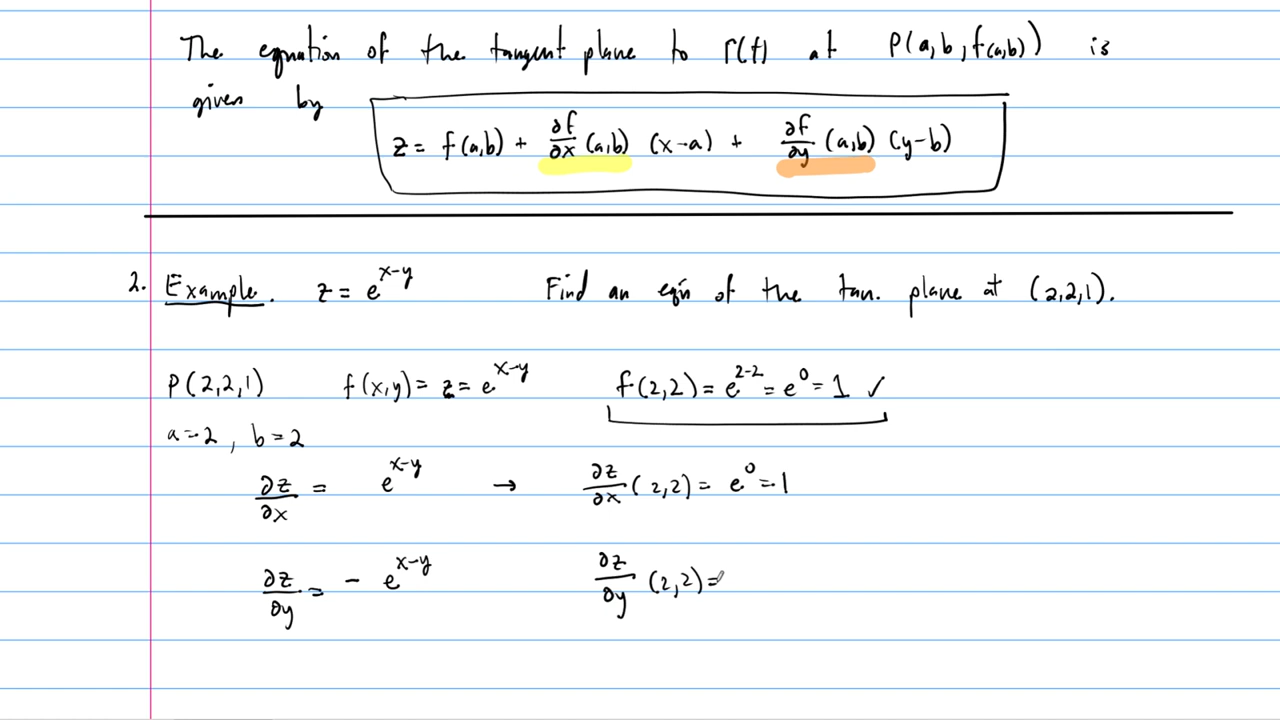 The equation of the tangent plane to r(t) at P(a,b,f(a,b)) is
given by
z = f(a,b) + ∂f/∂x (a,b) (x-a) + ∂f/∂y (a,b) (y-b)
2. Example. z = e^(x-y) Find an eq'n of the tan. plane at (2,2,1).
P(2,2,1) f(x,y) = z = e^(x-y) f(2,2) = e^(2-2) = e^0 = 1 ✓
a=2, b=2
∂z/∂x = e^(x-y) → ∂z/∂x (2,2) = e^0 = 1
∂z/∂y = - e^(x-y) ∂z/∂y (2,2) =